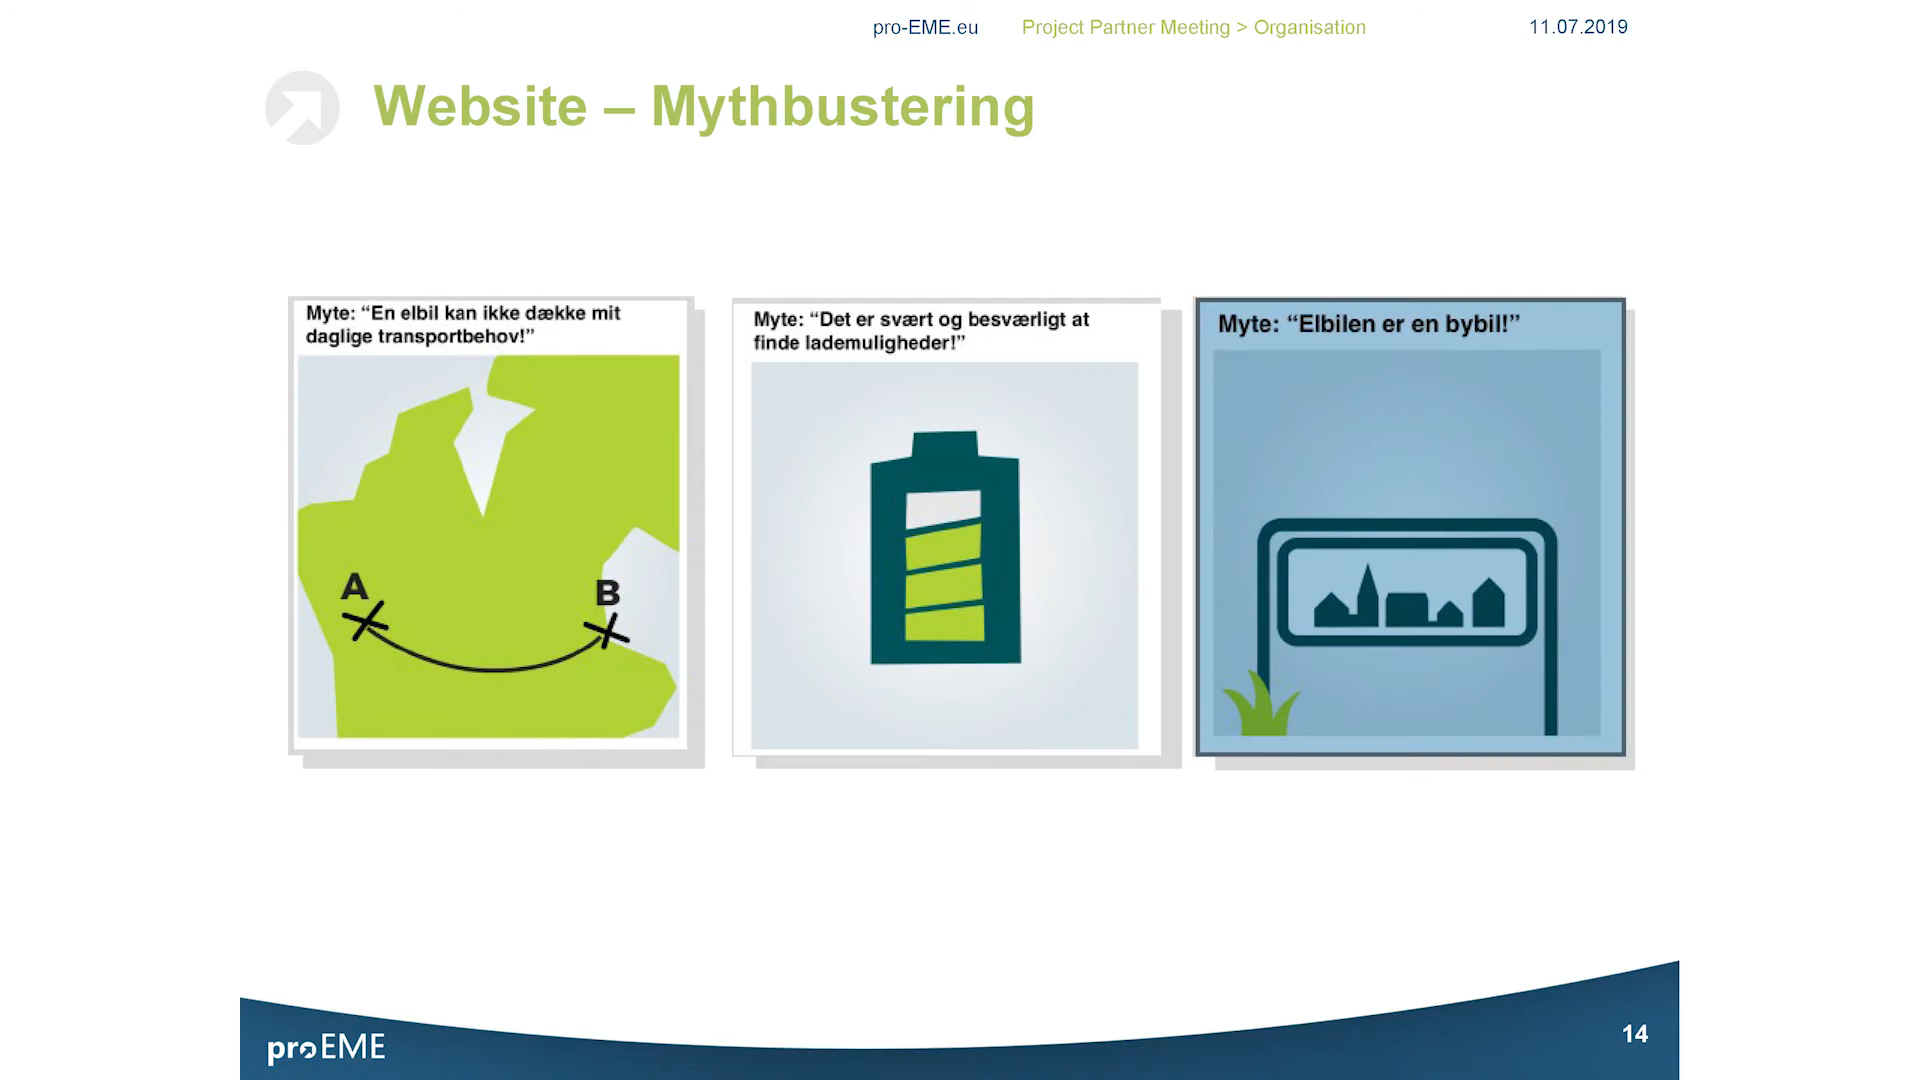 pro-EME.eu Project Partner Meeting > Organisation 11.07.2019
Website – Mythbustering
Myte: “En elbil kan ikke dække mit
daglige transportbehov!”
A
B
Myte: “Det er svært og besværligt at
finde lademuligheder!”
Myte: “Elbilen er en bybil!”
proEME
14